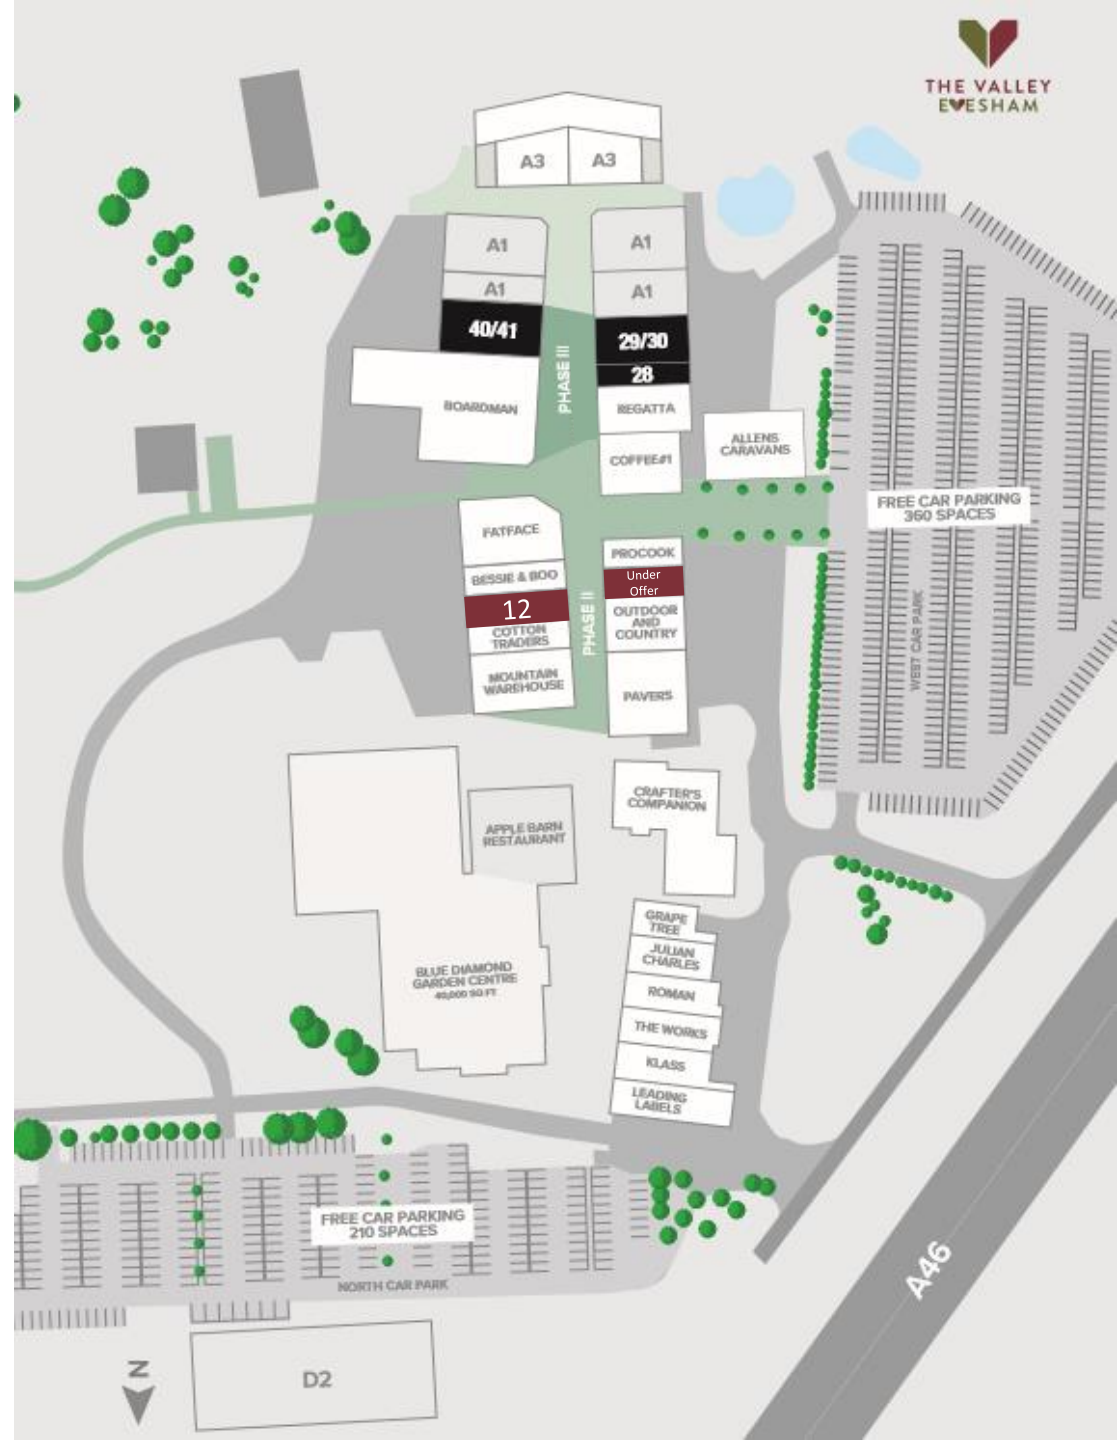 THE VALLEY
EVESHAM
A3
A3
A1
A1
A1
A1
40/41
29/30
28
PHASE III
BOARDMAN
REGATTA
COFFEE#1
ALLENS
CARAVANS
FREE CAR PARKING
360 SPACES
WEST CAR PARK
FATFACE
BESSIE & BOO
12
COTTON
TRADERS
MOUNTAIN
WAREHOUSE
PHASE II
PROCOOK
Under
Offer
OUTDOOR
AND
COUNTRY
PAVERS
CRAFTER'S
COMPANION
APPLE BARN
RESTAURANT
BLUE DIAMOND
GARDEN CENTRE
40,000 SQ FT
GRAPE
TREE
JULIAN
CHARLES
ROMAN
THE WORKS
KLASS
LEADING
LABELS
FREE CAR PARKING
210 SPACES
NORTH CAR PARK
A46
N
D2